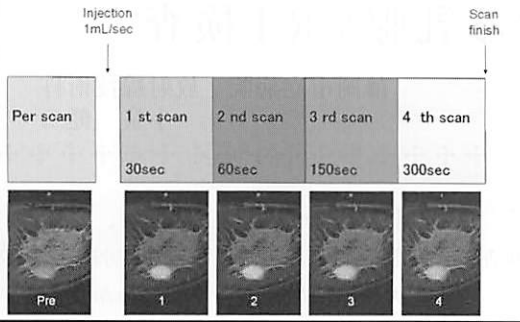 Injection
1mL/sec
Scan
finish
Per scan
1 st scan
2 nd scan
3 rd scan
4 th scan
30sec
60sec
150sec
300sec
Pre
1
2
3
4